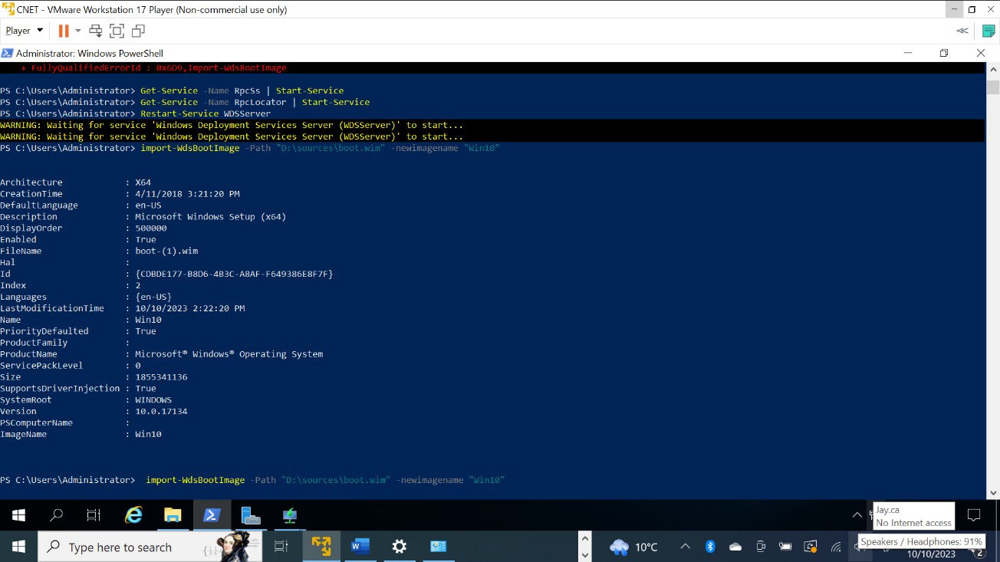 CNET - VMware Workstation 17 Player (Non-commercial use only)
Player
Administrator: Windows PowerShell
+ FullyQualifiedErrorId : 0x6D9,Import-WdsBootImage
PS C:\Users\Administrator> Get-Service -Name RpcSs | Start-Service
PS C:\Users\Administrator> Get-Service -Name RpcLocator | Start-Service
PS C:\Users\Administrator> Restart-Service WDSServer
WARNING: Waiting for service 'Windows Deployment Services Server (WDSServer)' to start...
WARNING: Waiting for service 'Windows Deployment Services Server (WDSServer)' to start...
PS C:\Users\Administrator> import-WdsBootImage -Path "D:\sources\boot.wim" -newimagename "Win10"
Architecture : X64
CreationTime : 4/11/2018 3:21:20 PM
DefaultLanguage : en-US
Description : Microsoft Windows Setup (x64)
DisplayOrder : 500000
Enabled : True
FileName : boot-(1).wim
Hal :
Id : {CDBDE177-B8D6-4B3C-A8AF-F649386E8F7F}
Index : 2
Languages : {en-US}
LastModificationTime : 10/10/2023 2:22:20 PM
Name : Win10
PriorityDefaulted : True
ProductFamily :
ProductName : Microsoft® Windows® Operating System
ServicePackLevel : 0
Size : 1855341136
SupportsDriverInjection : True
SystemRoot : WINDOWS
Version : 10.0.17134
PSComputerName :
ImageName : Win10
PS C:\Users\Administrator> import-WdsBootImage -Path "D:\sources\boot.wim" -newimagename "Win10"
Jay.ca
No Internet access
Type here to search
10°C
Speakers / Headphones: 91%
10/10/2023
2